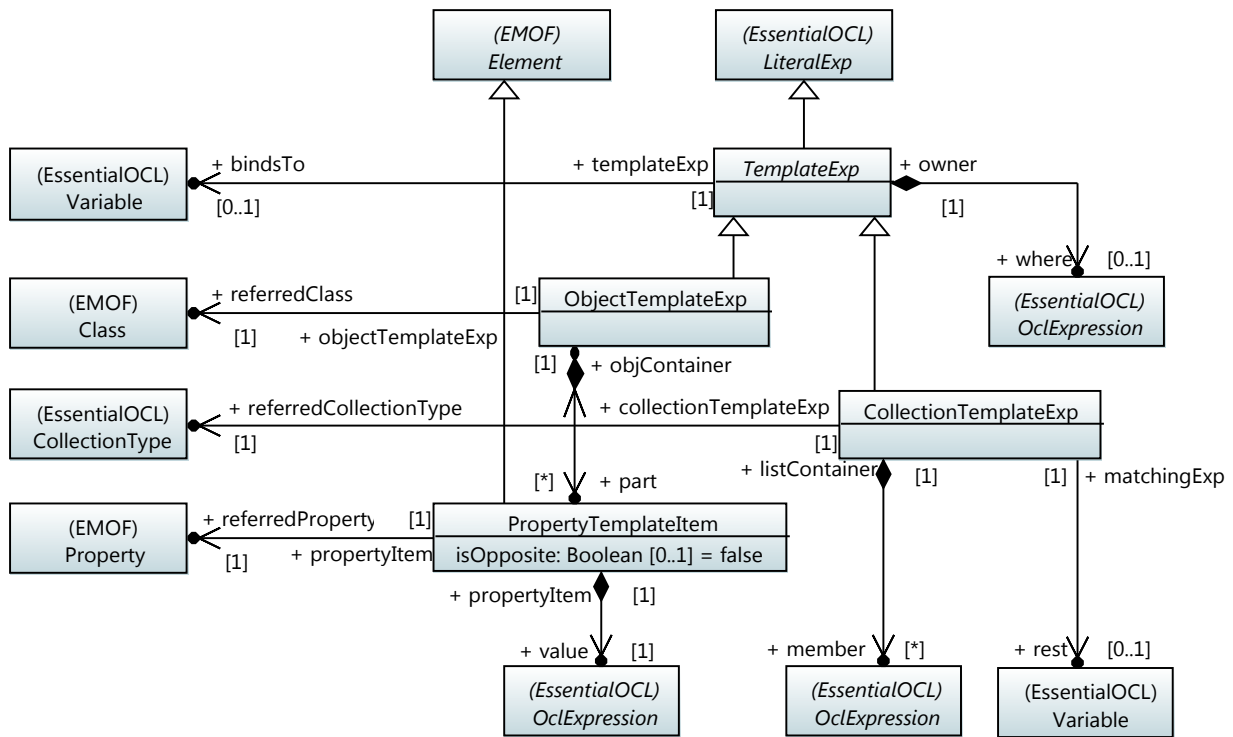 (EMOF)
Element
(EssentialOCL)
LiteralExp
(EssentialOCL)
Variable
+ bindsTo
[0..1]
+ templateExp
[1]
TemplateExp
+ owner
[1]
+ where
[0..1]
(EssentialOCL)
OclExpression
(EMOF)
Class
+ referredClass
[1]
[1]
+ objectTemplateExp
ObjectTemplateExp
[1]
+ objContainer
(EssentialOCL)
CollectionType
+ referredCollectionType
[1]
+ collectionTemplateExp
[1]
CollectionTemplateExp
+ listContainer
[1]
[1]
+ matchingExp
[*]
+ part
(EMOF)
Property
+ referredProperty
[1]
[1]
+ propertyItem
PropertyTemplateItem
isOpposite: Boolean [0..1] = false
+ propertyItem
[1]
+ value
[1]
(EssentialOCL)
OclExpression
+ member
[*]
(EssentialOCL)
OclExpression
+ rest
[0..1]
(EssentialOCL)
Variable